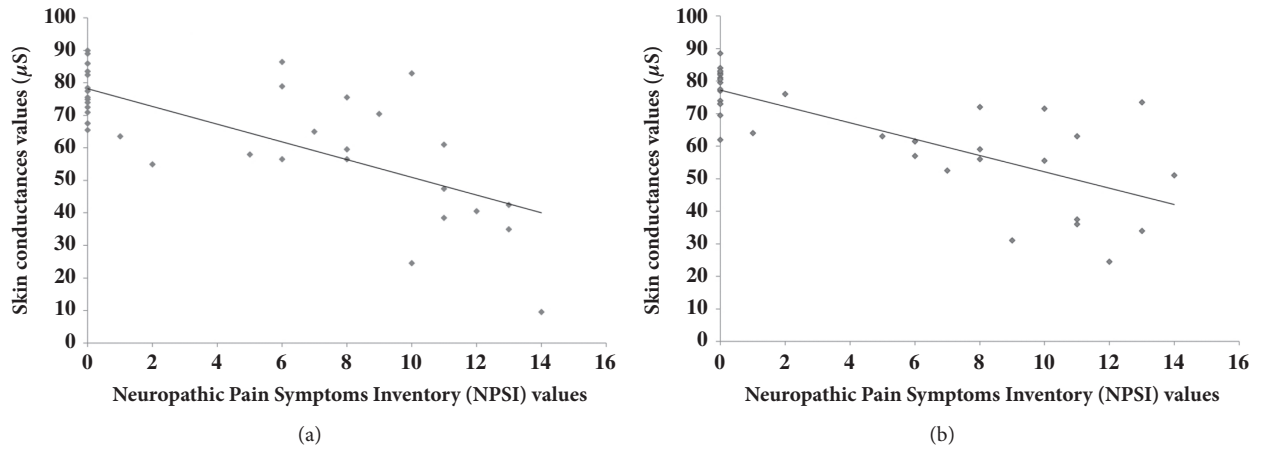 100
90
80
70
60
50
40
30
20
10
0
Skin conductances values (μS)
0 2 4 6 8 10 12 14 16
Neuropathic Pain Symptoms Inventory (NPSI) values
(a)
100
90
80
70
60
50
40
30
20
10
0
Skin conductances values (μS)
0 2 4 6 8 10 12 14 16
Neuropathic Pain Symptoms Inventory (NPSI) values
(b)